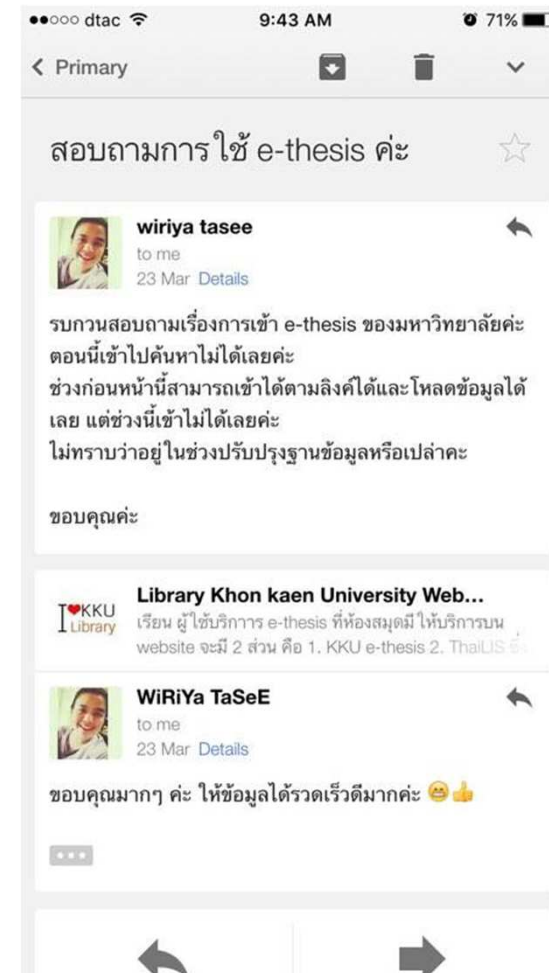 dtac 9:43 AM 71%
Primary
สอบถามการใช้ e-thesis ค่ะ
wiriya tasee
to me
23 Mar Details
รบกวนสอบถามเรื่องการเข้า e-thesis ของมหาวิทยาลัยค่ะ
ตอนนี้เข้าไปค้นหาไม่ได้เลยค่ะ
ช่วงก่อนหน้านี้สามารถเข้าได้ตามลิงค์ได้และโหลดข้อมูลได้
เลย แต่ช่วงนี้เข้าไม่ได้เลยค่ะ
ไม่ทราบว่าอยู่ในช่วงปรับปรุงฐานข้อมูลหรือเปล่าคะ
ขอบคุณค่ะ
I❤KKU
Library
Library Khon kaen University Web...
เรียน ผู้ใช้บริการ e-thesis ที่ห้องสมุดมี ให้บริการบน
website จะมี 2 ส่วน คือ 1. KKU e-thesis 2. ThaiLIS ซึ่
WiRiYa TaSeE
to me
23 Mar Details
ขอบคุณมากๆ ค่ะ ให้ข้อมูลได้รวดเร็วดีมากค่ะ 😁👍